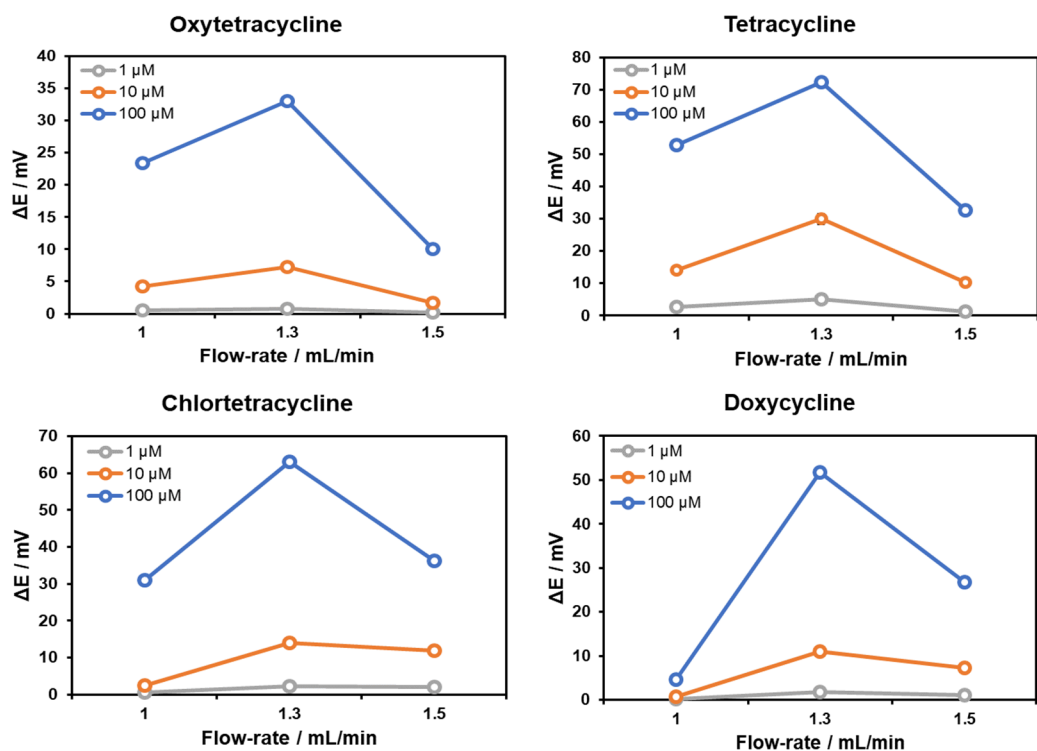 Oxytetracycline
40
35
30
25
20
15
10
5
0
ΔE / mV
1 µM
10 µM
100 µM
1
1.3
1.5
Flow-rate / mL/min
Tetracycline
80
70
60
50
40
30
20
10
0
ΔE / mV
1 µM
10 µM
100 µM
1
1.3
1.5
Flow-rate / mL/min
Chlortetracycline
70
60
50
40
30
20
10
0
ΔE / mV
1 µM
10 µM
100 µM
1
1.3
1.5
Flow-rate / mL/min
Doxycycline
60
50
40
30
20
10
0
ΔE / mV
1 µM
10 µM
100 µM
1
1.3
1.5
Flow-rate / mL/min